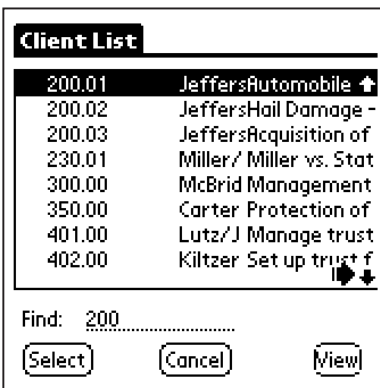 Client List
200.01 JeffersAutomobile
200.02 JeffersHail Damage -
200.03 JeffersAcquisition of
230.01 Miller/ Miller vs. Stat
300.00 McBrid Management
350.00 Carter Protection of
401.00 Lutz/J Manage trust
402.00 Kiltzer Set up trust f
Find: 200
Select Cancel View